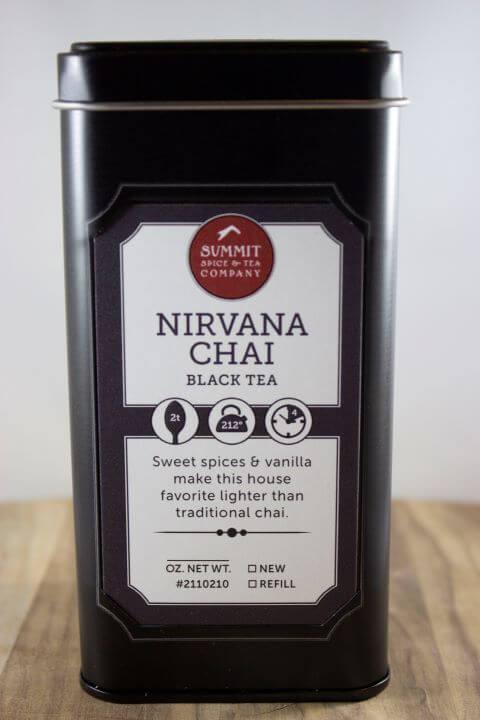 SUMMIT
SPICE & TEA
COMPANY
NIRVANA
CHAI
BLACK TEA
2t
212°
4
Sweet spices & vanilla
make this house
favorite lighter than
traditional chai.
OZ. NET WT. ☐ NEW
#2110210 ☐ REFILL